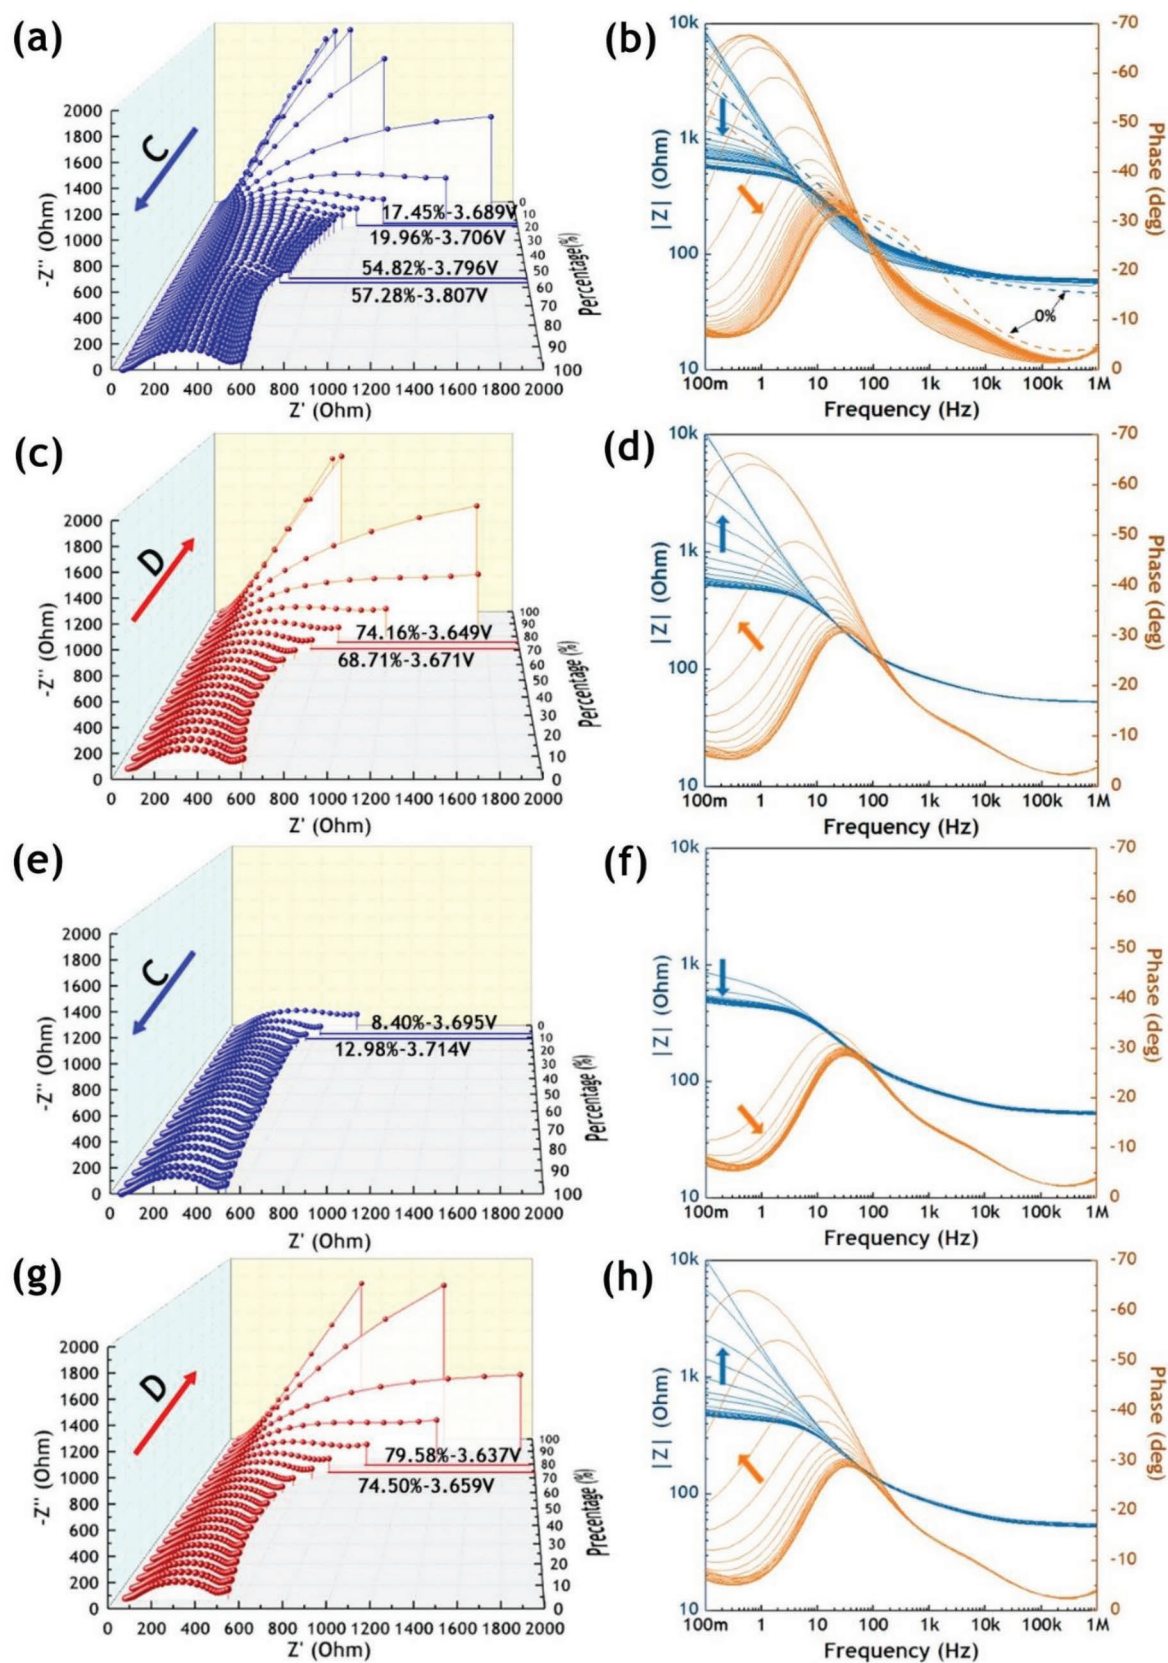 (a)
C
2000
1800
1600
1400
1200
1000
800
600
400
200
0
-Z'' (Ohm)
17.45%-3.689V
19.96%-3.706V
54.82%-3.796V
57.28%-3.807V
0
10
20
30
40
50
60
70
80
90
100
Percentage(%)
0 200 400 600 800 1000 1200 1400 1600 1800 2000
Z' (Ohm)
(b)
10k
1k
100
10
|Z| (Ohm)
-70
-60
-50
-40
-30
-20
-10
0
Phase (deg)
0%
100m 1 10 100 1k 10k 100k 1M
Frequency (Hz)
(c)
D
2000
1800
1600
1400
1200
1000
800
600
400
200
0
-Z'' (Ohm)
74.16%-3.649V
68.71%-3.671V
100
90
80
70
60
50
40
30
20
10
0
Percentage (%)
0 200 400 600 800 1000 1200 1400 1600 1800 2000
Z' (Ohm)
(d)
10k
1k
100
10
|Z| (Ohm)
-70
-60
-50
-40
-30
-20
-10
0
Phase (deg)
100m 1 10 100 1k 10k 100k 1M
Frequency (Hz)
(e)
C
2000
1800
1600
1400
1200
1000
800
600
400
200
0
-Z'' (Ohm)
8.40%-3.695V
12.98%-3.714V
0
10
20
30
40
50
60
70
80
90
100
Percentage (%)
0 200 400 600 800 1000 1200 1400 1600 1800 2000
Z' (Ohm)
(f)
10k
1k
100
10
|Z| (Ohm)
-70
-60
-50
-40
-30
-20
-10
0
Phase (deg)
100m 1 10 100 1k 10k 100k 1M
Frequency (Hz)
(g)
D
2000
1800
1600
1400
1200
1000
800
600
400
200
0
-Z'' (Ohm)
79.58%-3.637V
74.50%-3.659V
100
90
80
70
60
50
40
30
20
10
0
Precentage (%)
0 200 400 600 800 1000 1200 1400 1600 1800 2000
Z' (Ohm)
(h)
10k
1k
100
10
|Z| (Ohm)
-70
-60
-50
-40
-30
-20
-10
0
Phase (deg)
100m 1 10 100 1k 10k 100k 1M
Frequency (Hz)